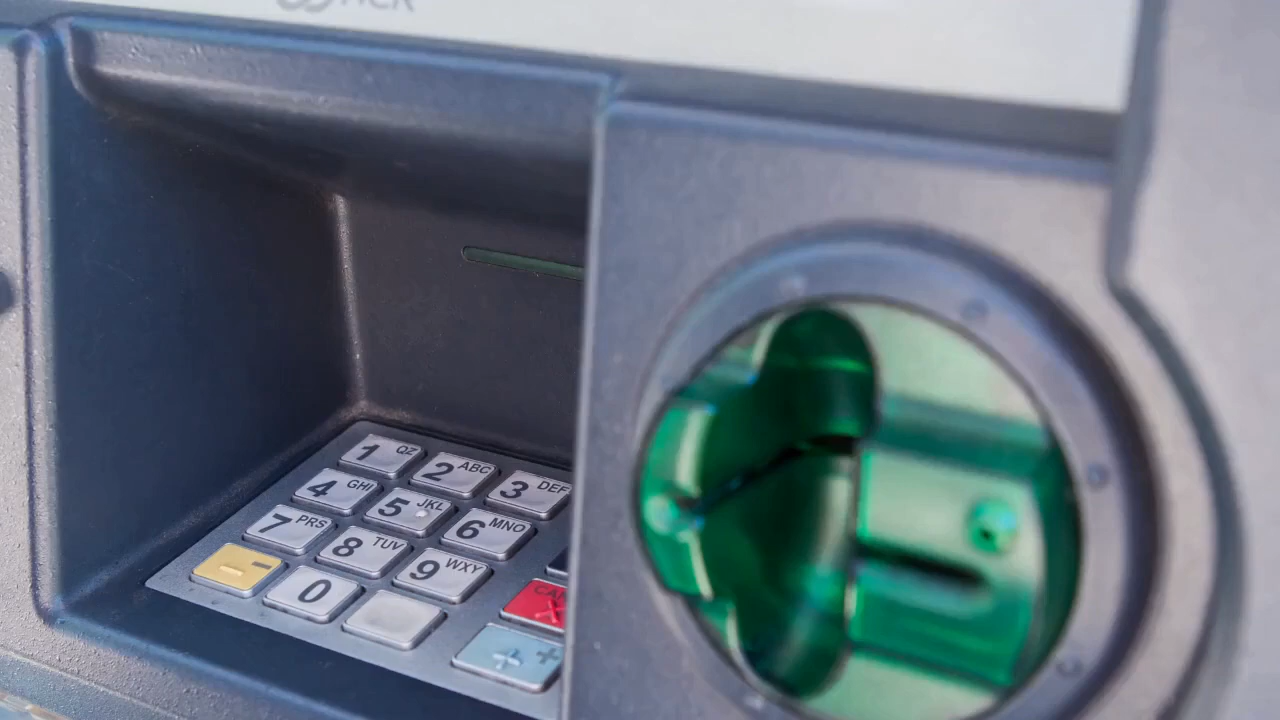 1 QZ
2 ABC
3 DEF
4 GHI
5 JKL
6 MNO
7 PRS
8 TUV
9 WXY
0